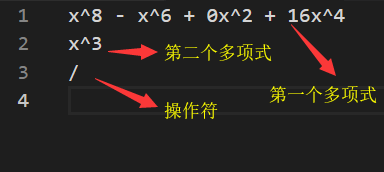 1 x^8 - x^6 + 0x^2 + 16x^4
2 x^3
第二个多项式
3 /
第一个多项式
4
操作符